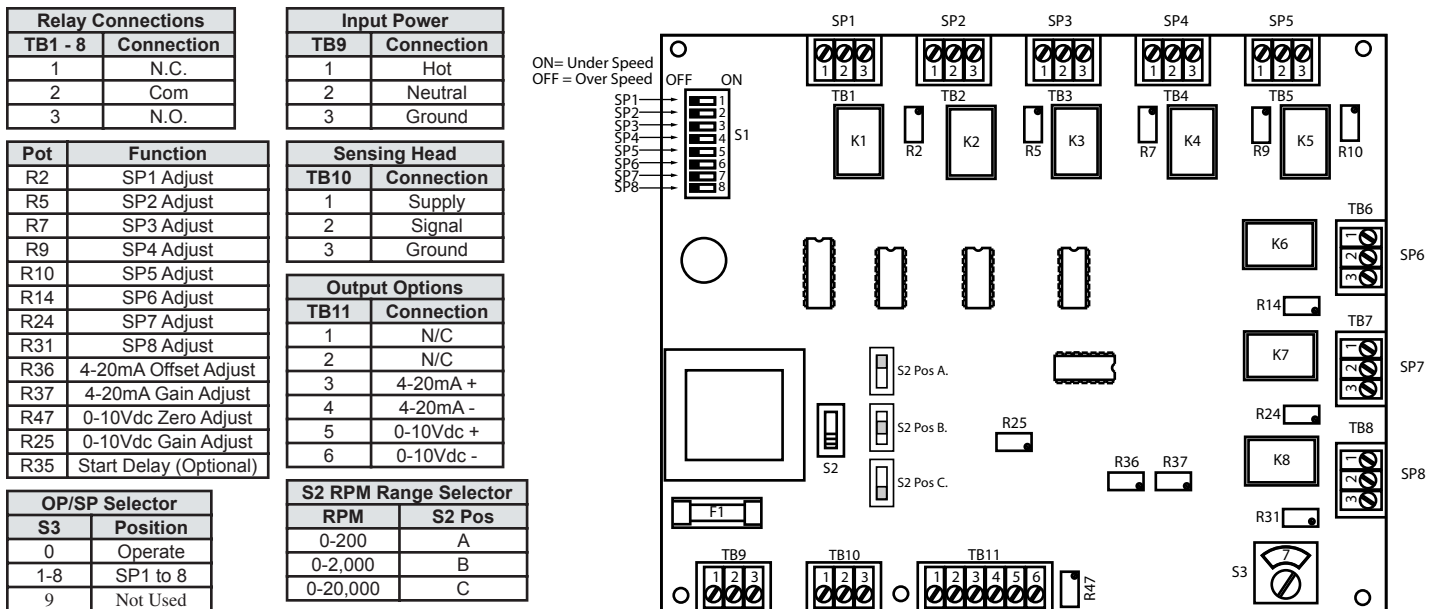 Relay Connections
TB1 - 8 Connection
1 N.C.
2 Com
3 N.O.
Pot Function
R2 SP1 Adjust
R5 SP2 Adjust
R7 SP3 Adjust
R9 SP4 Adjust
R10 SP5 Adjust
R14 SP6 Adjust
R24 SP7 Adjust
R31 SP8 Adjust
R36 4-20mA Offset Adjust
R37 4-20mA Gain Adjust
R47 0-10Vdc Zero Adjust
R25 0-10Vdc Gain Adjust
R35 Start Delay (Optional)
OP/SP Selector
S3 Position
0 Operate
1-8 SP1 to 8
9 Not Used
Input Power
TB9 Connection
1 Hot
2 Neutral
3 Ground
Sensing Head
TB10 Connection
1 Supply
2 Signal
3 Ground
Output Options
TB11 Connection
1 N/C
2 N/C
3 4-20mA +
4 4-20mA -
5 0-10Vdc +
6 0-10Vdc -
S2 RPM Range Selector
RPM S2 Pos
0-200 A
0-2,000 B
0-20,000 C
SP1 SP2 SP3 SP4 SP5
1 2 3 1 2 3 1 2 3 1 2 3 1 2 3
TB1 TB2 TB3 TB4 TB5
ON= Under Speed
OFF = Over Speed OFF ON
SP1 1
SP2 2
SP3 3
SP4 4
SP5 5
SP6 6
SP7 7
SP8 8
S1
K1 R2 K2 R5 K3 R7 K4 R9 K5 R10
TB6
K6 1 2 3 SP6
R14
TB7
K7 1 2 3 SP7
R24
TB8
K8 1 2 3 SP8
R31
S2 Pos A.
S2 Pos B.
S2 Pos C.
S2
R25
R36 R37
F1
TB9 TB10 TB11
1 2 3 1 2 3 1 2 3 4 5 6
R47
S3 7